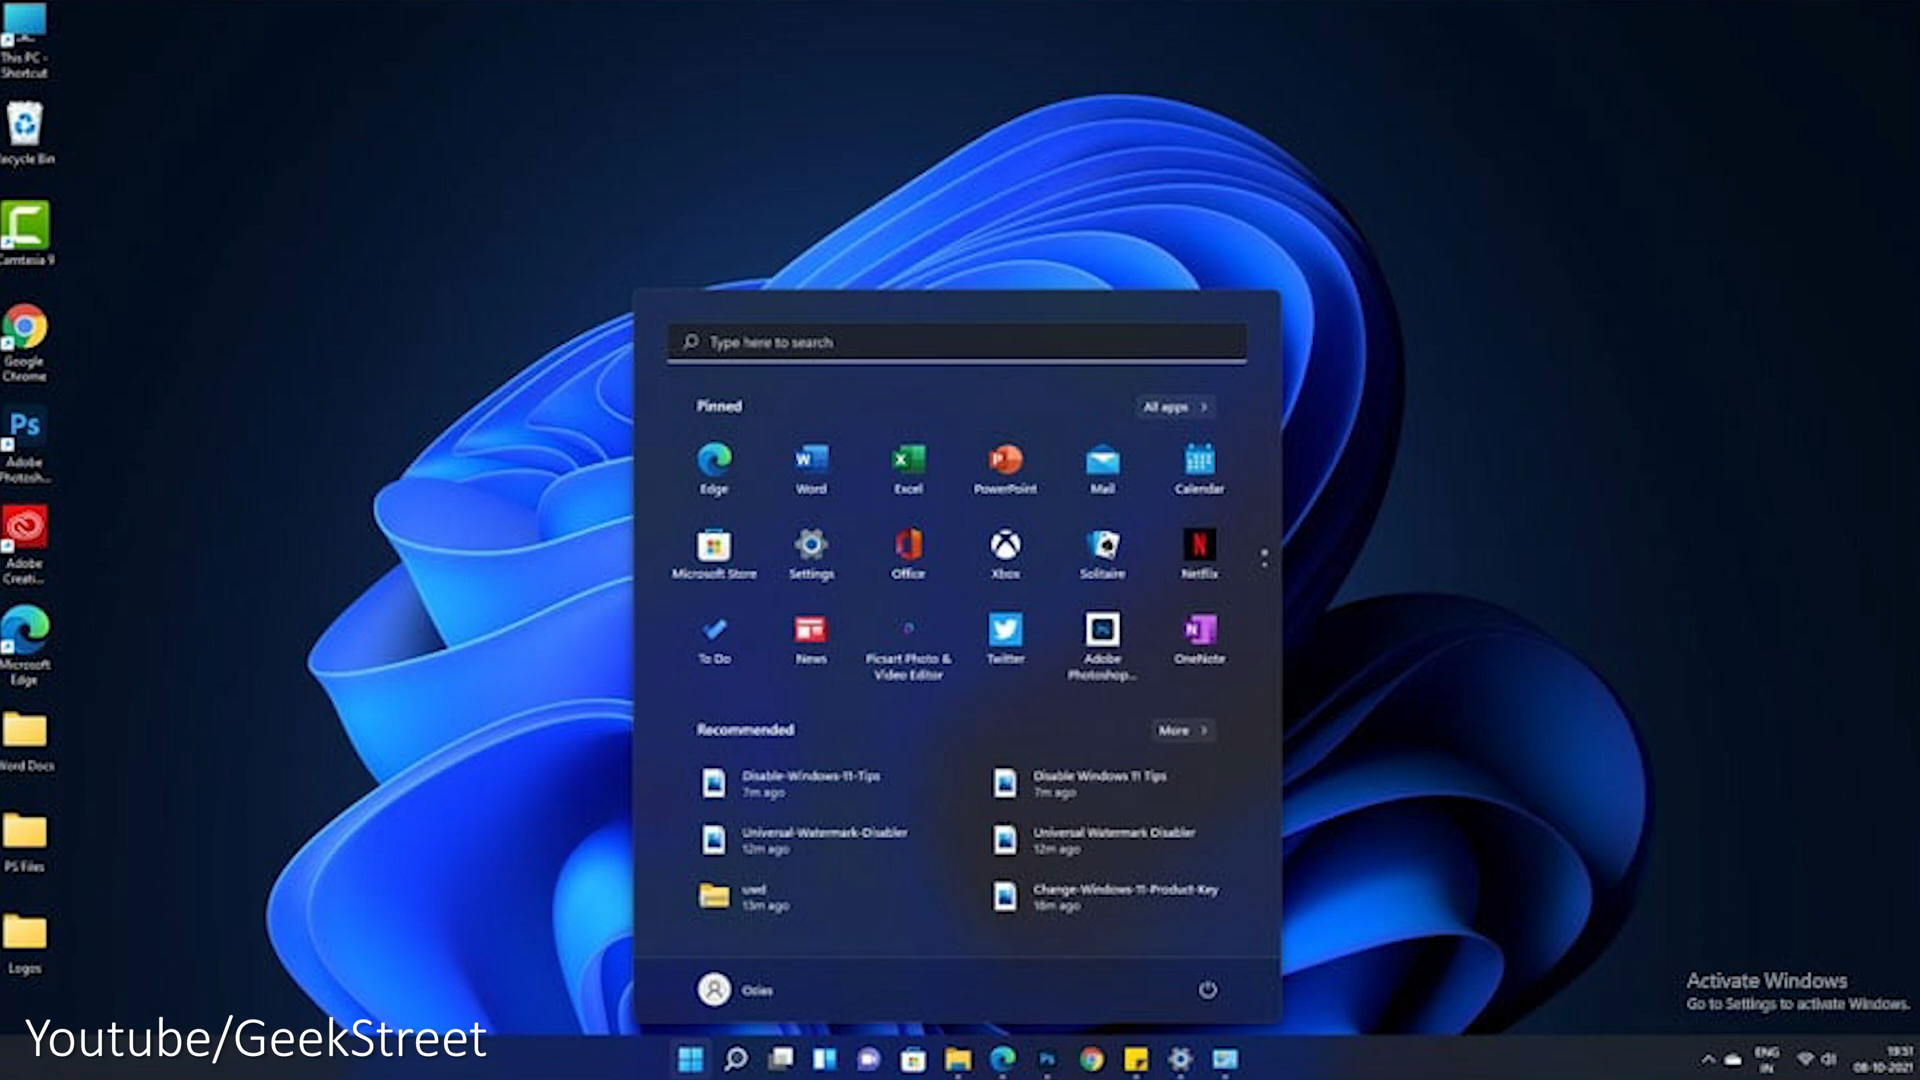 This PC -
Shortcut
Recycle Bin
Camtasia 9
Google
Chrome
Ps
Adobe
Photosh...
Adobe
Creati...
Microsoft
Edge
Word Docs
PS Files
Logos
Type here to search
Pinned
All apps
Edge
Word
Excel
PowerPoint
Mail
Calendar
Microsoft Store
Settings
Office
Xbox
Solitaire
Netflix
To Do
News
Picsart Photo &
Video Editor
Twitter
Adobe
Photoshop...
OneNote
Recommended
More
Disable-Windows-11-Tips
7m ago
Disable Windows 11 Tips
7m ago
Universal-Watermark-Disabler
12m ago
Universal Watermark Disabler
12m ago
uwd
13m ago
Change-Windows-11-Product-Key
18m ago
Activate Windows
Go to Settings to activate Windows.
Youtube/GeekStreet
ENG
IN
19:51
08-10-2021